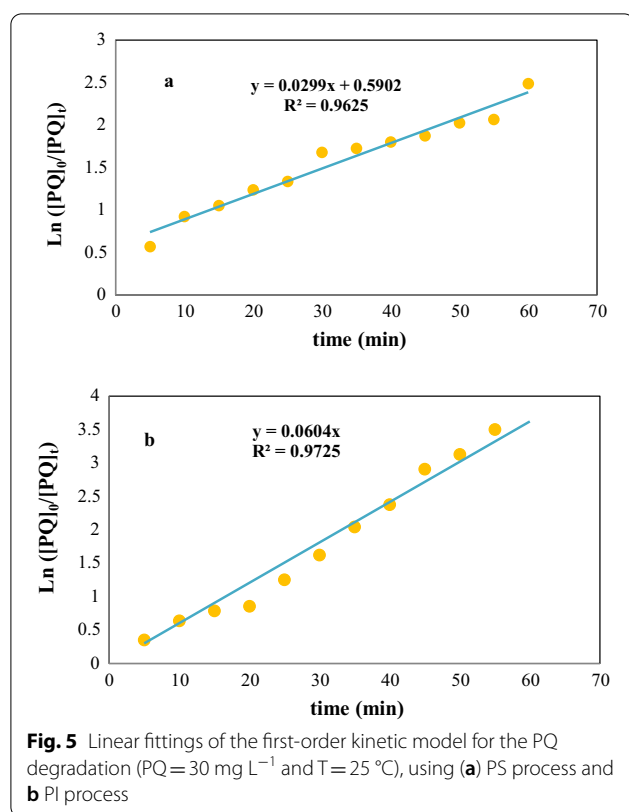 3
2.5
2
1.5
1
0.5
0
a
y = 0.0299x + 0.5902
R² = 0.9625
Ln ([PQ]₀/[PQ]ₜ)
0 10 20 30 40 50 60 70
time (min)
4
3.5
3
2.5
2
1.5
1
0.5
0
b
y = 0.0604x
R² = 0.9725
Ln ([PQ]₀/[PQ]ₜ)
0 10 20 30 40 50 60 70
time (min)
Fig. 5 Linear fittings of the first-order kinetic model for the PQ
degradation (PQ = 30 mg L⁻¹ and T = 25 °C), using (a) PS process and
b PI process